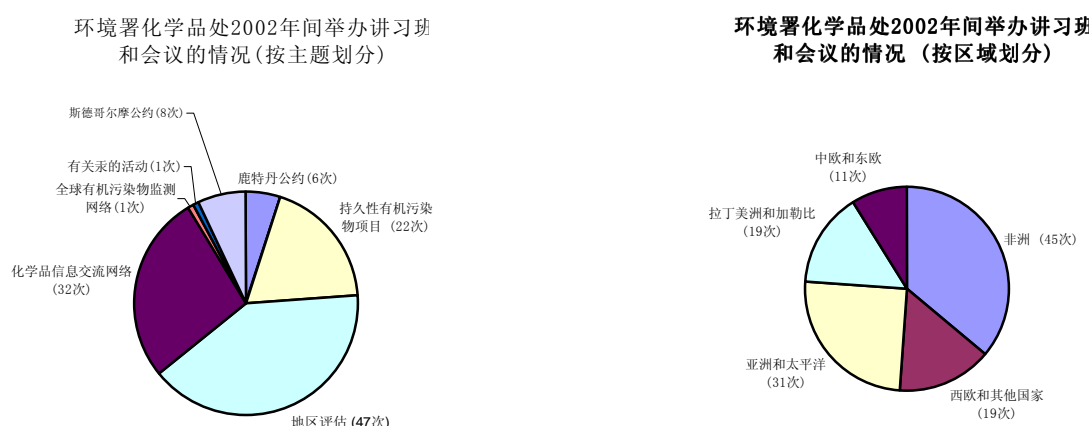 环境署化学品处2002年间举办讲习班
和会议的情况(按主题划分)
斯德哥尔摩公约(8次)
有关汞的活动(1次)
全球有机污染物监测
网络(1次)
鹿特丹公约(6次)
持久性有机污染
物项目 (22次)
化学品信息交流网络
(32次)
地区评估 (47次)
环境署化学品处2002年间举办讲习班
和会议的情况 (按区域划分)
中欧和东欧
(11次)
拉丁美洲和加勒比
(19次)
非洲 (45次)
亚洲和太平洋
(31次)
西欧和其他国家
(19次)